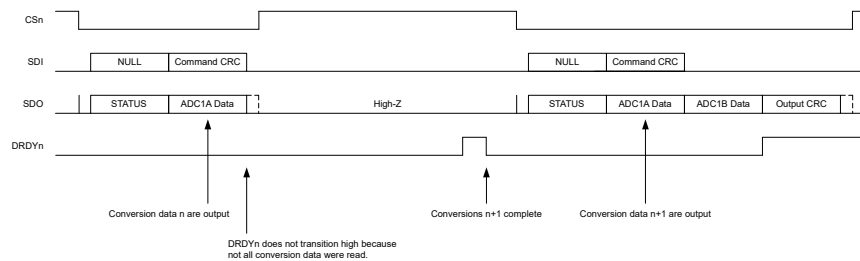 CSn
SDI NULL Command CRC NULL Command CRC
SDO STATUS ADC1A Data High-Z STATUS ADC1A Data ADC1B Data Output CRC
DRDYn
Conversion data n are output Conversions n+1 complete Conversion data n+1 are output
DRDYn does not transition high because
not all conversion data were read.